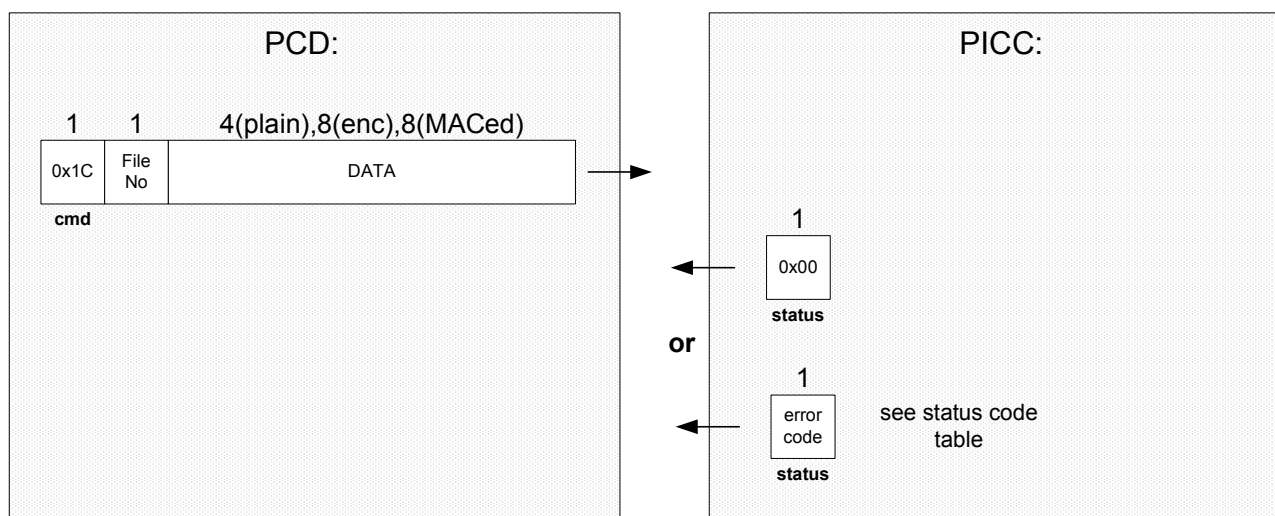 PCD:
1 1 4(plain),8(enc),8(MACed)
0x1C
File
No
DATA
cmd
PICC:
1
0x00
status
or
1
error
code
see status code
table
status